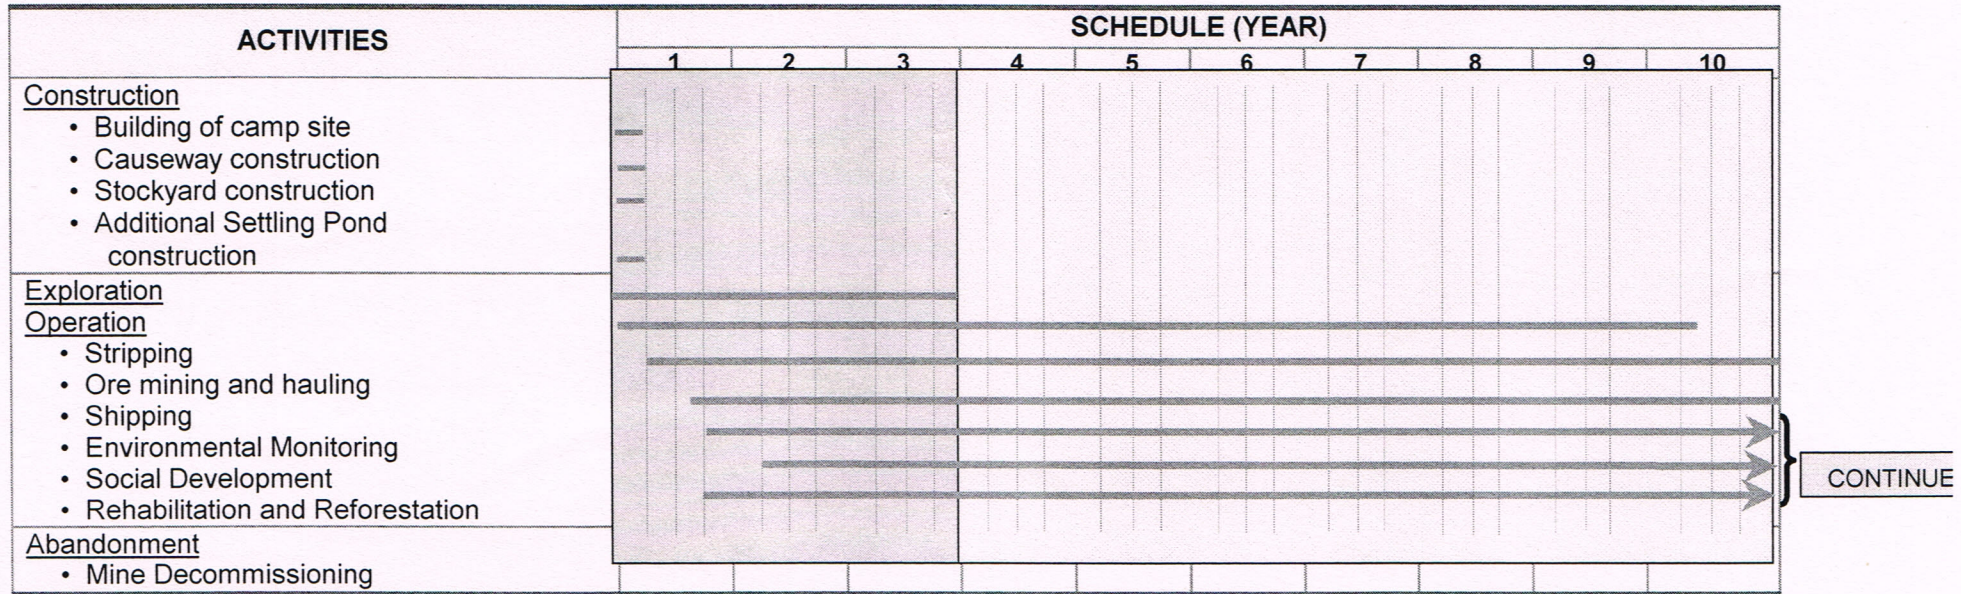 ACTIVITIES
SCHEDULE (YEAR)
1 2 3 4 5 6 7 8 9 10
Construction
• Building of camp site
• Causeway construction
• Stockyard construction
• Additional Settling Pond
construction
Exploration
Operation
• Stripping
• Ore mining and hauling
• Shipping
• Environmental Monitoring
• Social Development
• Rehabilitation and Reforestation
CONTINUE
Abandonment
• Mine Decommissioning